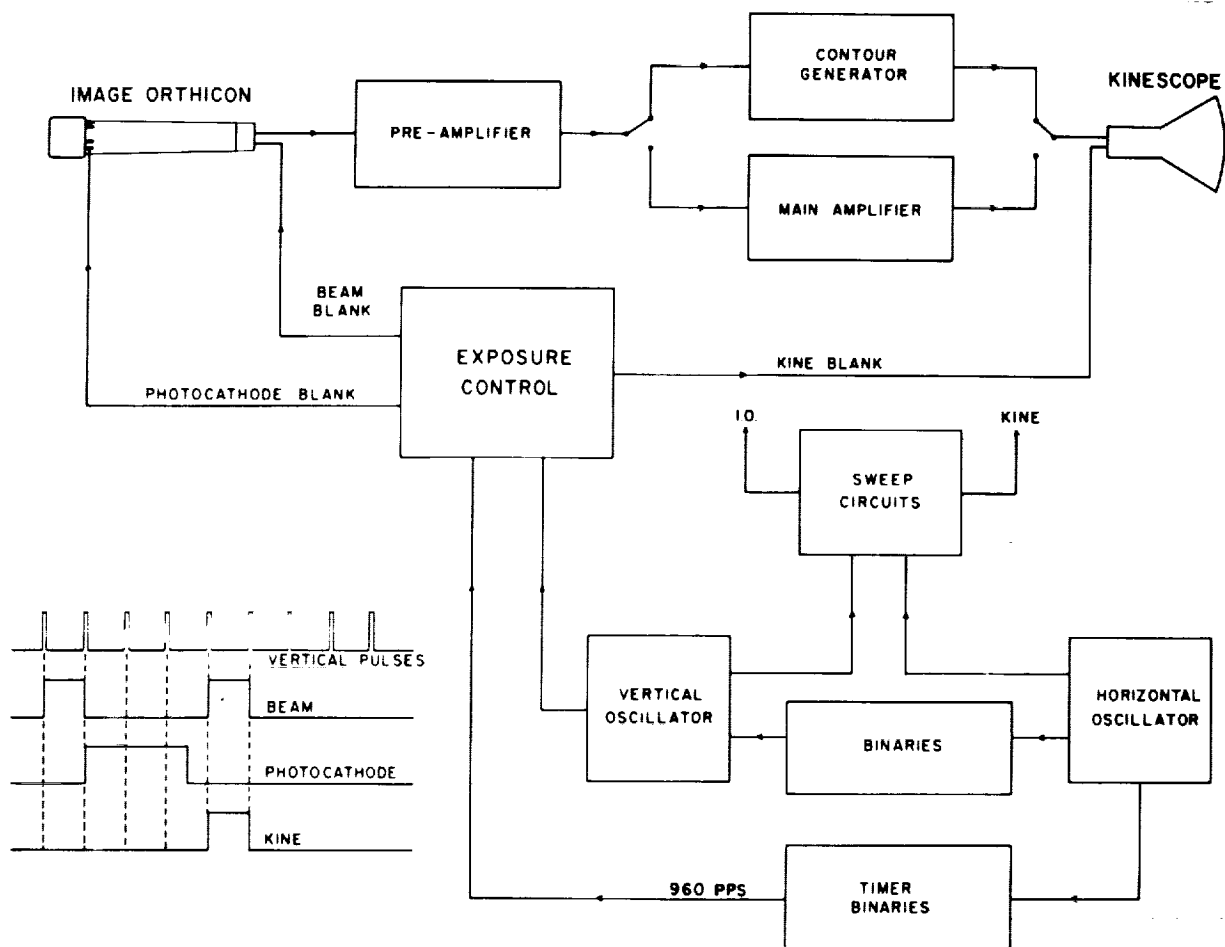 CONTOUR
GENERATOR
KINESCOPE
IMAGE ORTHICON
PRE-AMPLIFIER
MAIN AMPLIFIER
BEAM
BLANK
EXPOSURE
CONTROL
KINE BLANK
PHOTOCATHODE BLANK
I.O.
KINE
SWEEP
CIRCUITS
VERTICAL PULSES
BEAM
VERTICAL
OSCILLATOR
HORIZONTAL
OSCILLATOR
BINARIES
PHOTOCATHODE
KINE
960 PPS
TIMER
BINARIES